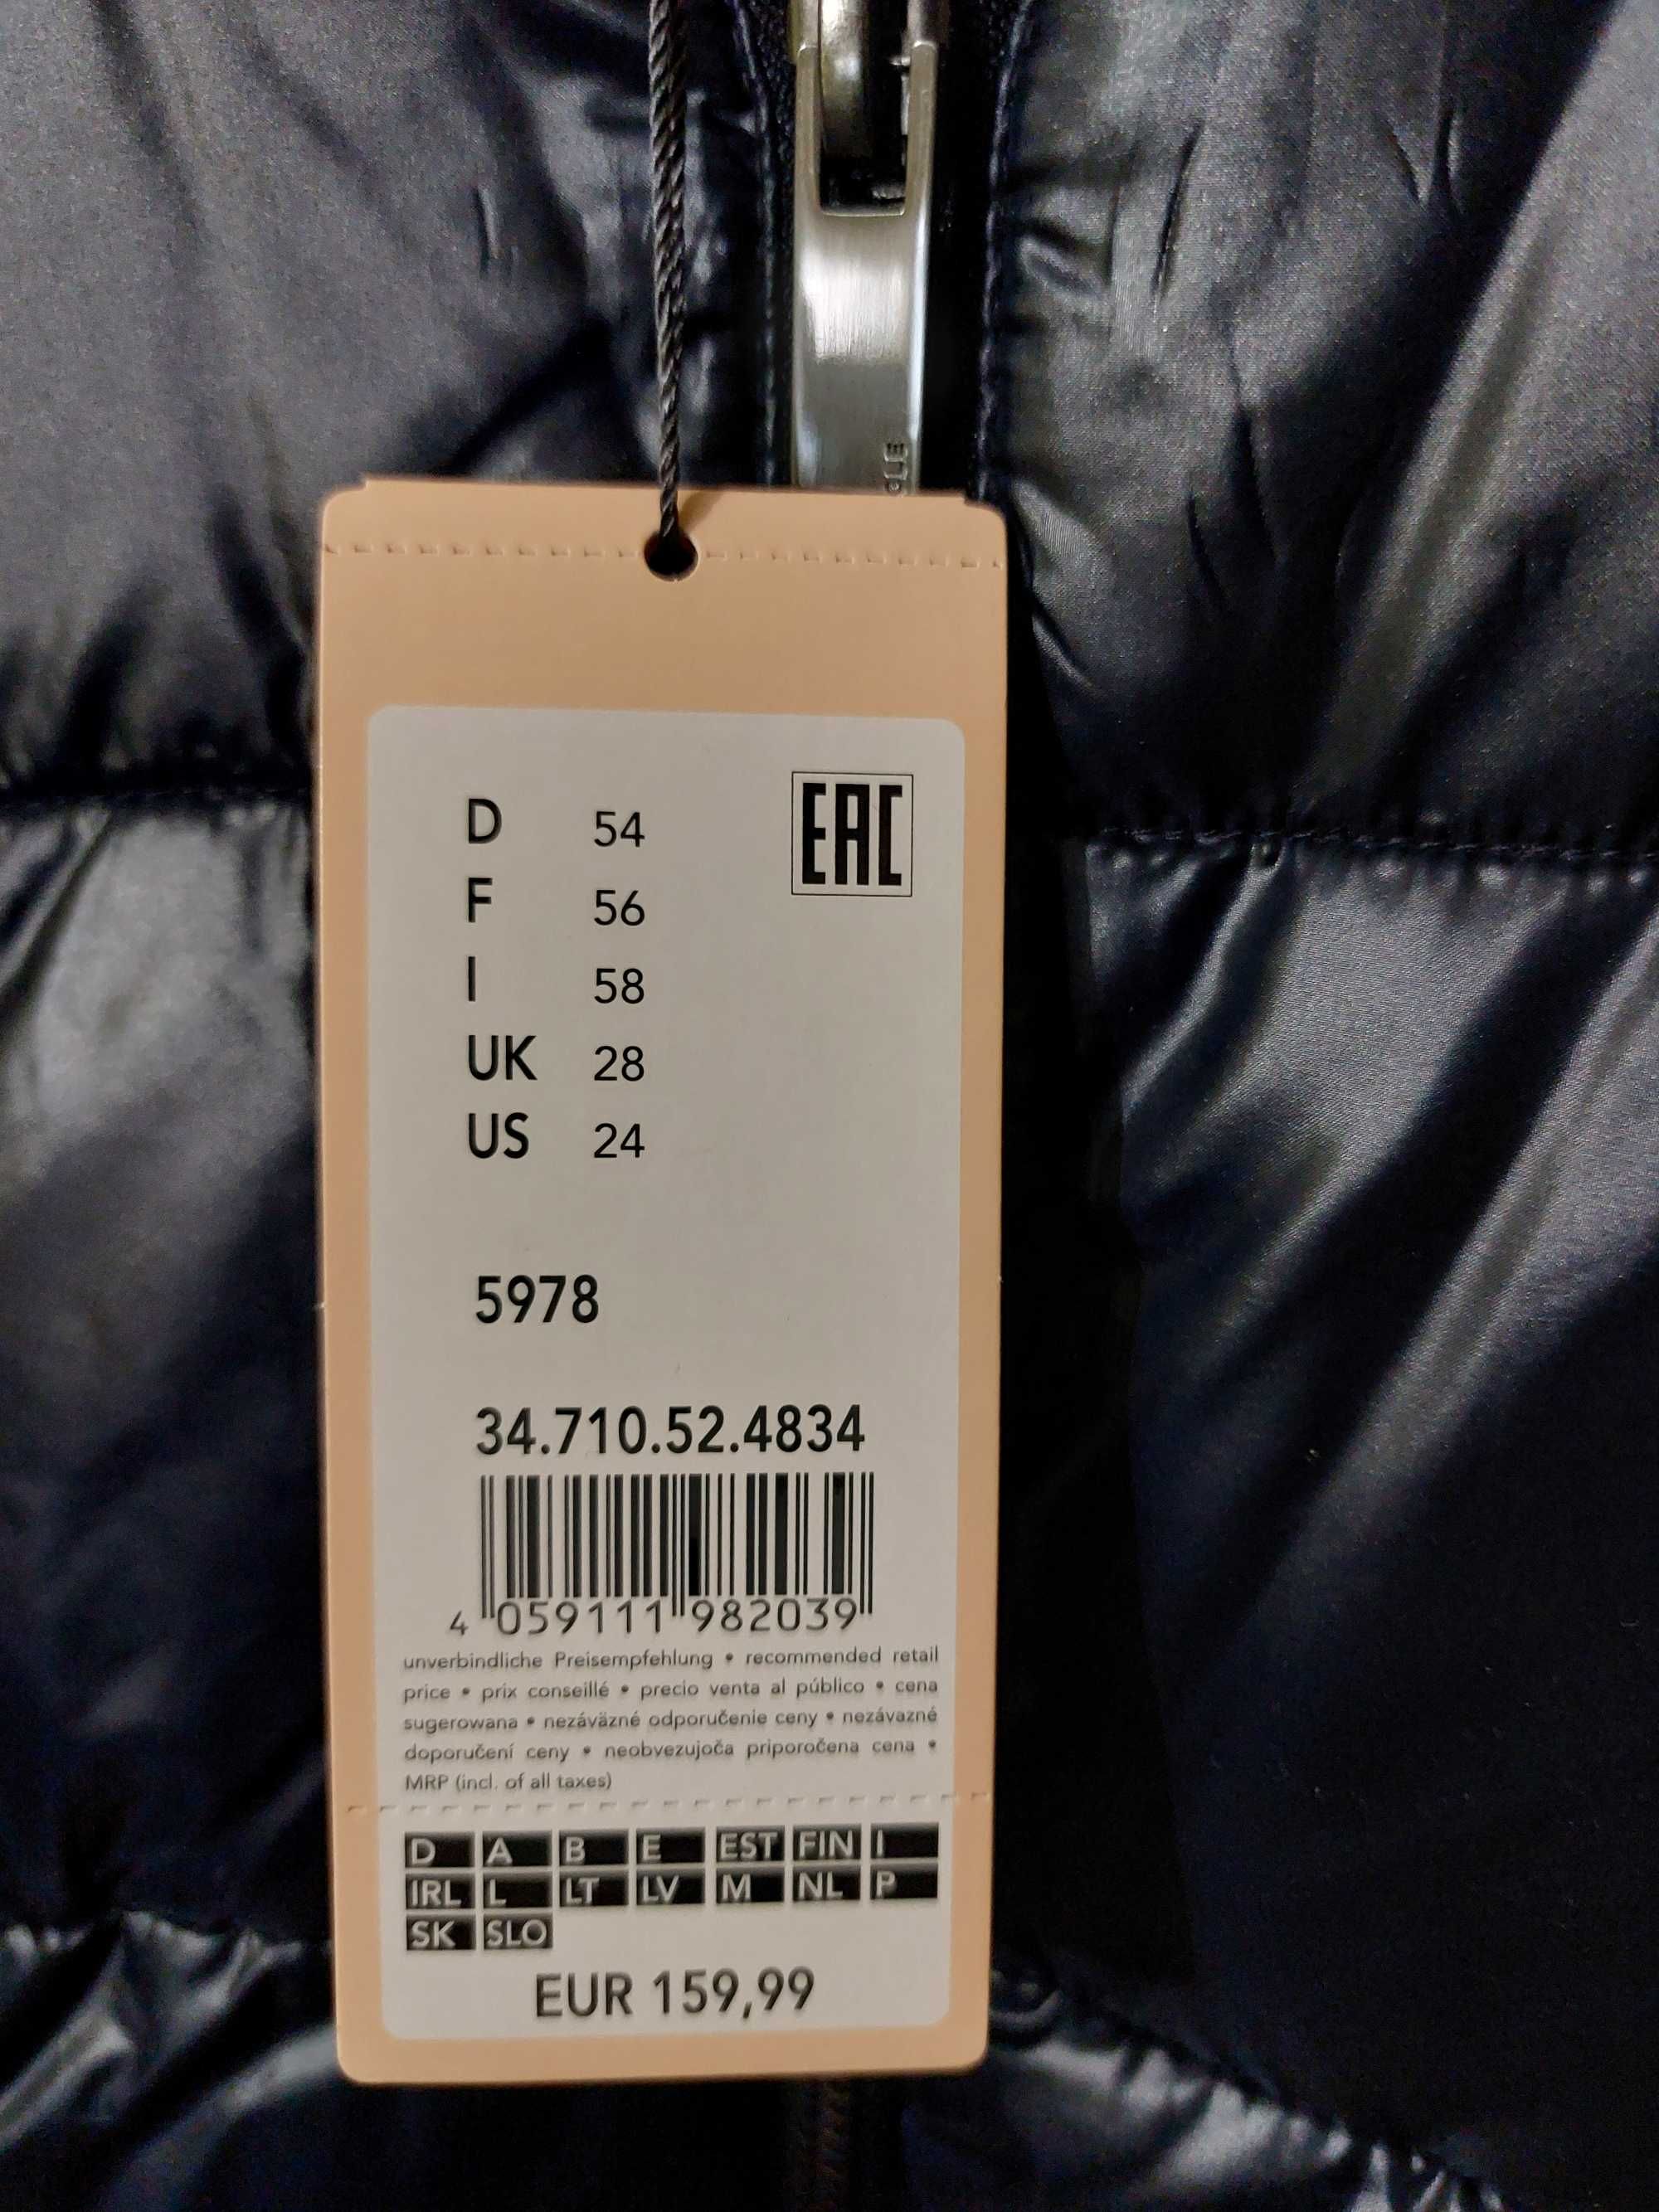 D 54
EAC
F 56
I 58
UK 28
US 24
5978
34.710.52.4834
4 059111 982039
unverbindliche Preisempfehlung • recommended retail
price • prix conseillé • precio venta al público • cena
sugerowana • nezáväzné odporučenie ceny • nezávazné
doporučení ceny • neobvezujoča priporočena cena •
MRP (incl. of all taxes)
D A B E EST FIN I
IRL L LT LV M NL P
SK SLO
EUR 159,99